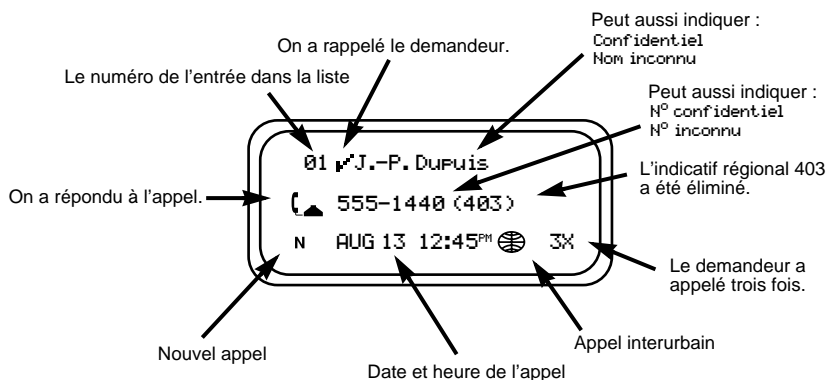 Peut aussi indiquer :
Confidentiel
Nom inconnu
On a rappelé le demandeur.
Le numéro de l'entrée dans la liste
Peut aussi indiquer :
Nº confidentiel
Nº inconnu
01 ✔J.-P. Dupuis
L'indicatif régional 403
a été éliminé.
On a répondu à l'appel.
555-1440 (403)
N AUG 13 12:45PM 3X
Le demandeur a
appelé trois fois.
Nouvel appel
Appel interurbain
Date et heure de l'appel